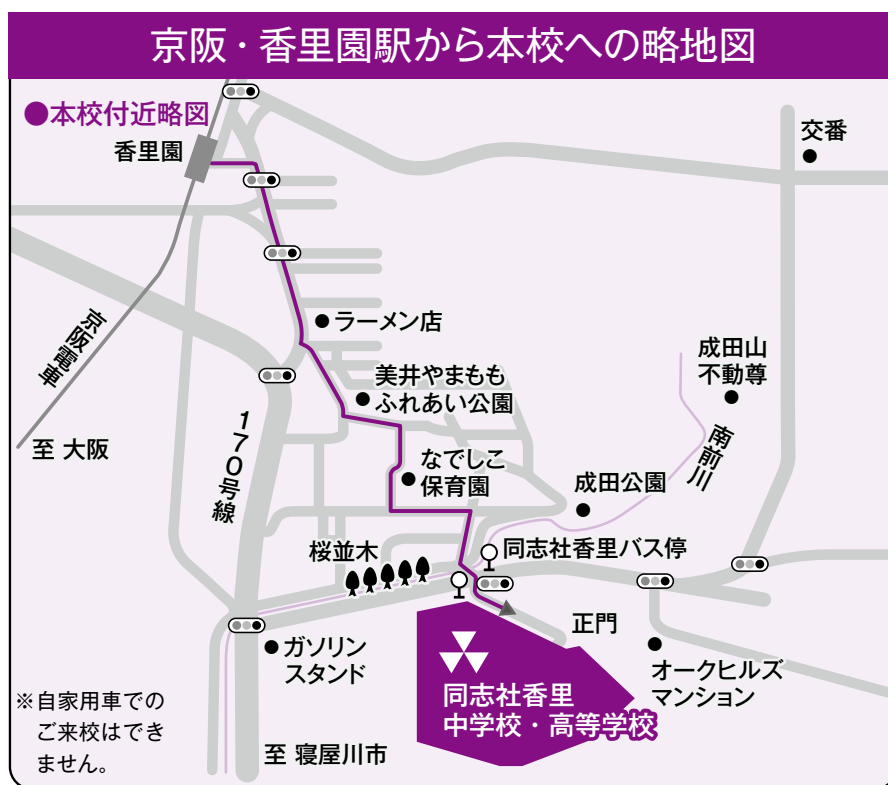 京阪・香里園駅から本校への略地図
●本校付近略図
香里園
交番
ラーメン店
京阪電車
成田山
不動尊
美井やまもも
ふれあい公園
至 大阪
170号線
南前川
なでしこ
保育園
成田公園
桜並木
同志社香里バス停
正門
ガソリン
スタンド
オークヒルズ
マンション
同志社香里
中学校・高等学校
※自家用車での
ご来校はでき
ません。
至 寝屋川市